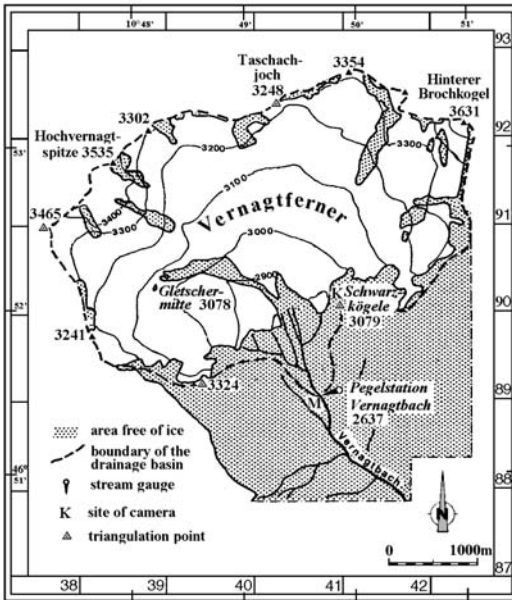 10°48'
49
50
51'
93
3354
Taschach-
joch
3248
Hinterer
Brochkogel
3631
3302
92
53'
Hochvernagt-
spitze 3535
3200
3300
3100
3400
3300
Vernagtferner
3465
91
3000
2900
Gletscher-
mitte 3078
K Schwarz-
kögele
3079
90
52'
3241
3324
89
Pegelstation
Vernagtbach
2637
M
Vernagtbach
area free of ice
boundary of the
drainage basin
stream gauge
K site of camera
triangulation point
46°
51'
88
N
0 1000m
87
38 39 40 41 42